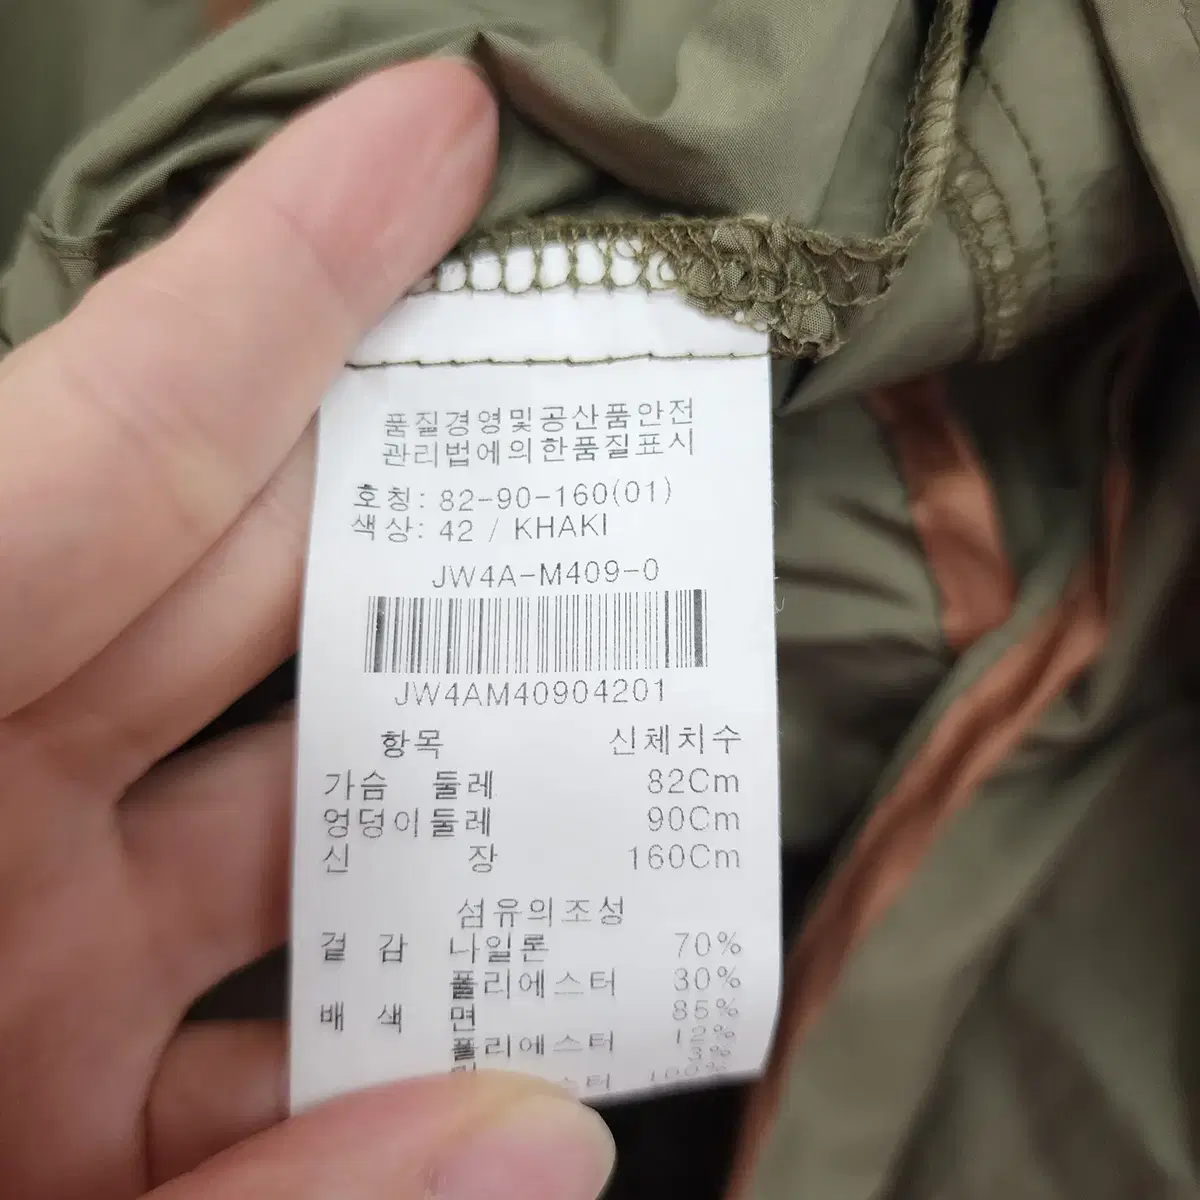 품질경영및공산품안전
관리법에의한품질표시
호칭: 82-90-160(01)
색상: 42 / KHAKI
JW4A-M409-0
JW4AM40904201
항목 신체치수
가슴 둘레 82Cm
엉덩이둘레 90Cm
신 장 160Cm
섬유의조성
겉 감 나일론 70%
폴리에스터 30%
배 색 면 85%
폴리에스터 12%
3%
스터 100%